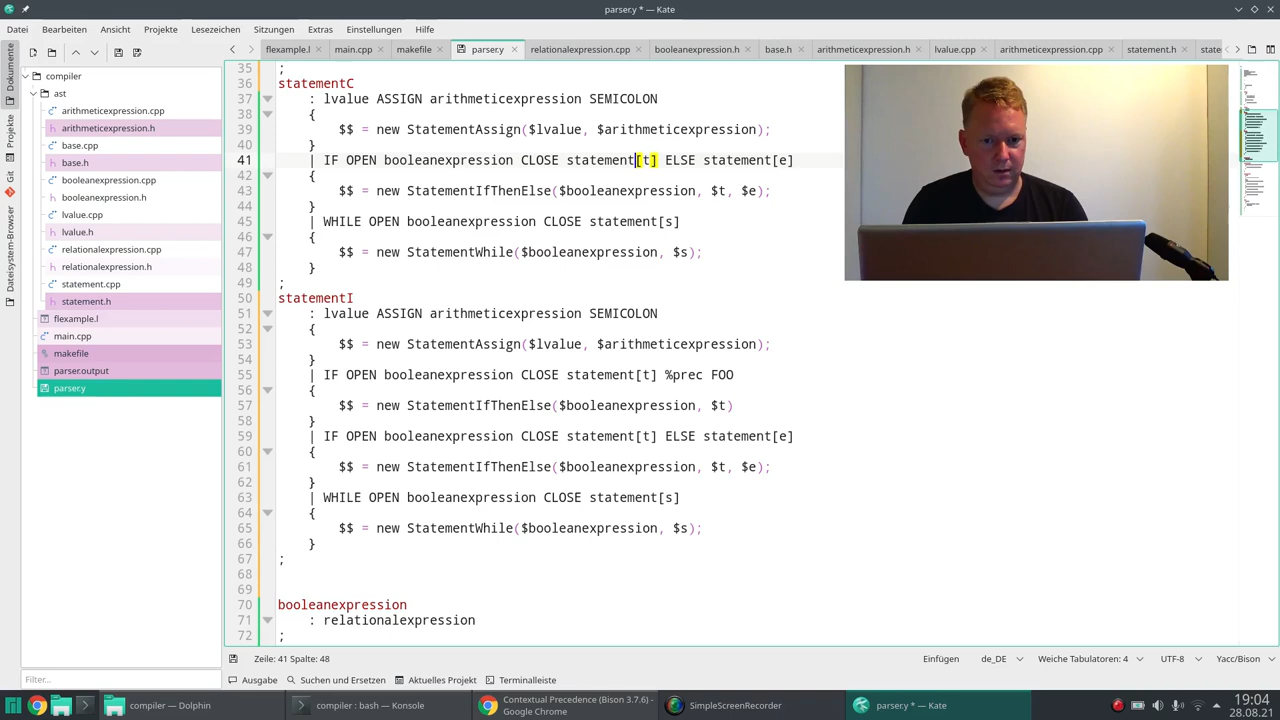 parser.y * — Kate
Datei Bearbeiten Ansicht Projekte Lesezeichen Sitzungen Extras Einstellungen Hilfe
flexample.l main.cpp makefile parser.y relationalexpression.cpp booleanexpression.h base.h arithmeticexpression.h lvalue.cpp arithmeticexpression.cpp statement.h state
Dokumente
Projekte
Git
Dateisystem-Browser
compiler
ast
arithmeticexpression.cpp
arithmeticexpression.h
base.cpp
base.h
booleanexpression.h
lvalue.cpp
lvalue.h
relationalexpression.cpp
relationalexpression.h
statement.cpp
statement.h
flexample.l
main.cpp
makefile
parser.output
parser.y
Filter...
35 ;
36 statementC
37 : lvalue ASSIGN arithmeticexpression SEMICOLON
38 {
39 $$ = new StatementAssign($lvalue, $arithmeticexpression);
40 }
41 | IF OPEN booleanexpression CLOSE statement[t] ELSE statement[e]
42 {
43 $$ = new StatementIfThenElse($booleanexpression, $t, $e);
44 }
45 | WHILE OPEN booleanexpression CLOSE statement[s]
46 {
47 $$ = new StatementWhile($booleanexpression, $s);
48 }
49 ;
50 statementI
51 : lvalue ASSIGN arithmeticexpression SEMICOLON
52 {
53 $$ = new StatementAssign($lvalue, $arithmeticexpression);
54 }
55 | IF OPEN booleanexpression CLOSE statement[t] %prec FOO
56 {
57 $$ = new StatementIfThenElse($booleanexpression, $t)
58 }
59 | IF OPEN booleanexpression CLOSE statement[t] ELSE statement[e]
60 {
61 $$ = new StatementIfThenElse($booleanexpression, $t, $e);
62 }
63 | WHILE OPEN booleanexpression CLOSE statement[s]
64 {
65 $$ = new StatementWhile($booleanexpression, $s);
66 }
67 ;
68
69
70 booleanexpression
71 : relationalexpression
72 ;
Zeile: 41 Spalte: 48 Einfügen de_DE Weiche Tabulatoren: 4 UTF-8 Yacc/Bison
Ausgabe Suchen und Ersetzen Aktuelles Projekt Terminalleiste
compiler — Dolphin compiler : bash — Konsole Contextual Precedence (Bison 3.7.6) - Google Chrome SimpleScreenRecorder parser.y * — Kate
19:04
28.08.21